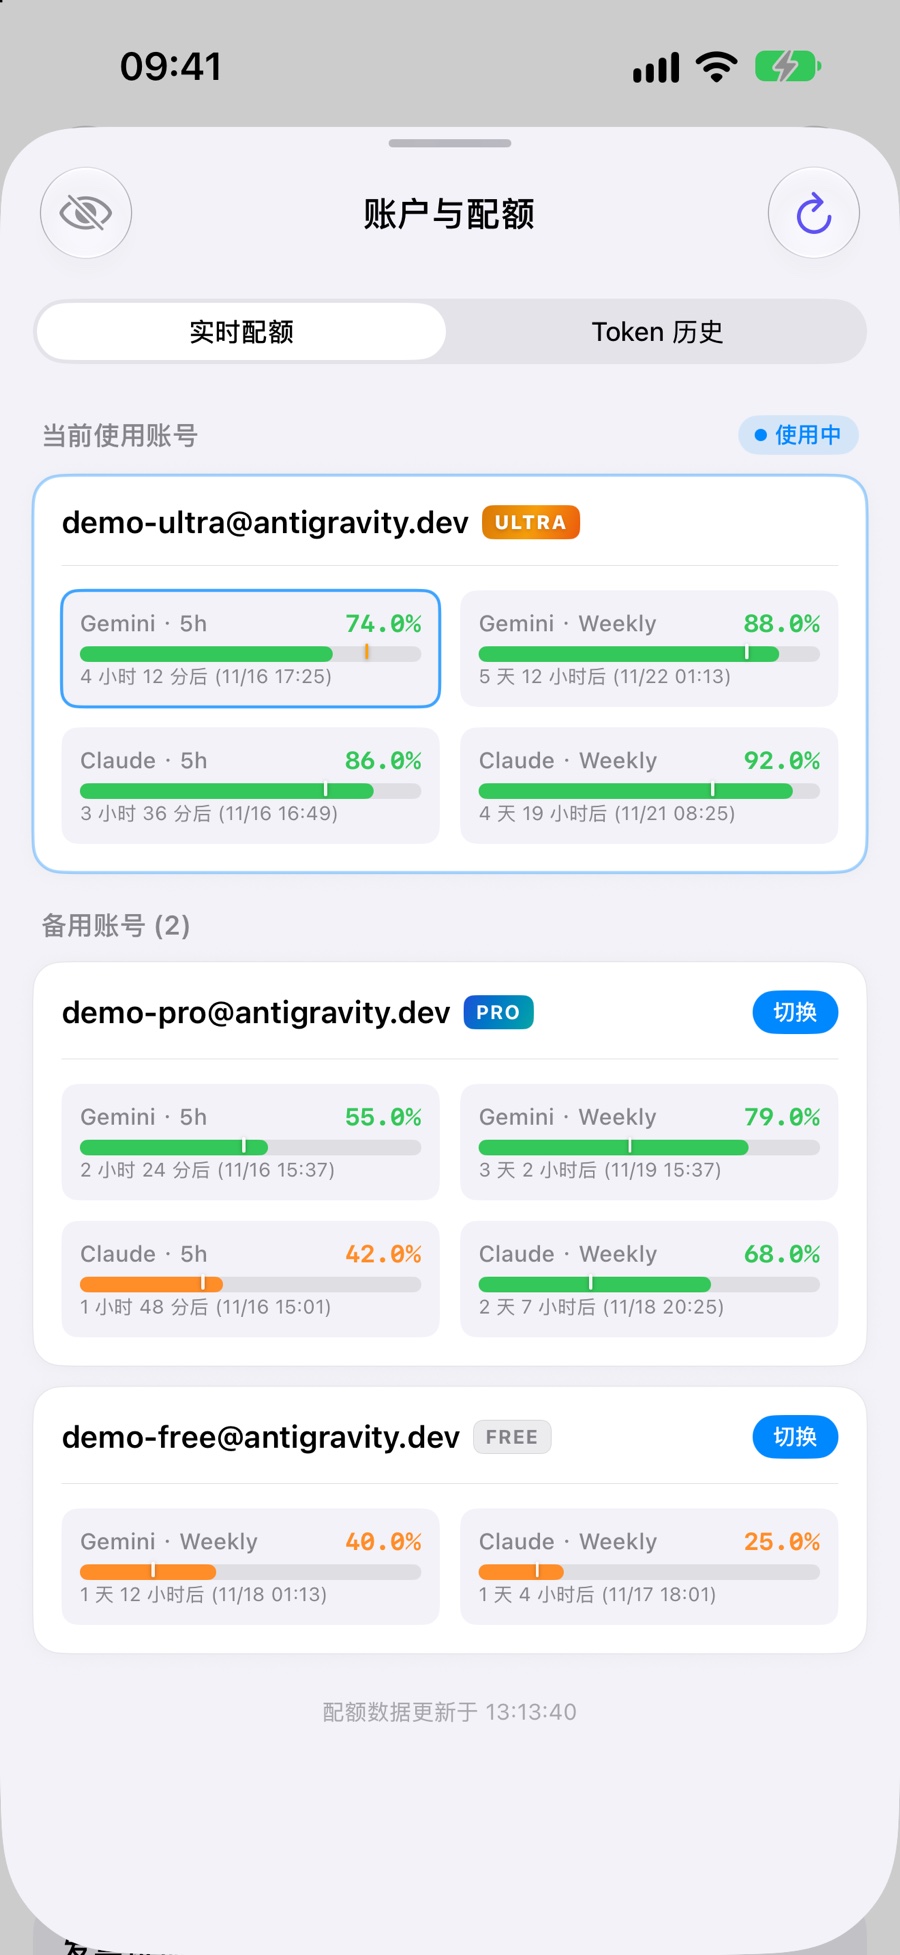 09:41
账户与配额
实时配额
Token 历史
当前使用账号
使用中
demo-ultra@antigravity.dev ULTRA
Gemini · 5h 74.0%
4 小时 12 分后 (11/16 17:25)
Gemini · Weekly 88.0%
5 天 12 小时后 (11/22 01:13)
Claude · 5h 86.0%
3 小时 36 分后 (11/16 16:49)
Claude · Weekly 92.0%
4 天 19 小时后 (11/21 08:25)
备用账号 (2)
demo-pro@antigravity.dev PRO 切换
Gemini · 5h 55.0%
2 小时 24 分后 (11/16 15:37)
Gemini · Weekly 79.0%
3 天 2 小时后 (11/19 15:37)
Claude · 5h 42.0%
1 小时 48 分后 (11/16 15:01)
Claude · Weekly 68.0%
2 天 7 小时后 (11/18 20:25)
demo-free@antigravity.dev FREE 切换
Gemini · Weekly 40.0%
1 天 12 小时后 (11/18 01:13)
Claude · Weekly 25.0%
1 天 4 小时后 (11/17 18:01)
配额数据更新于 13:13:40